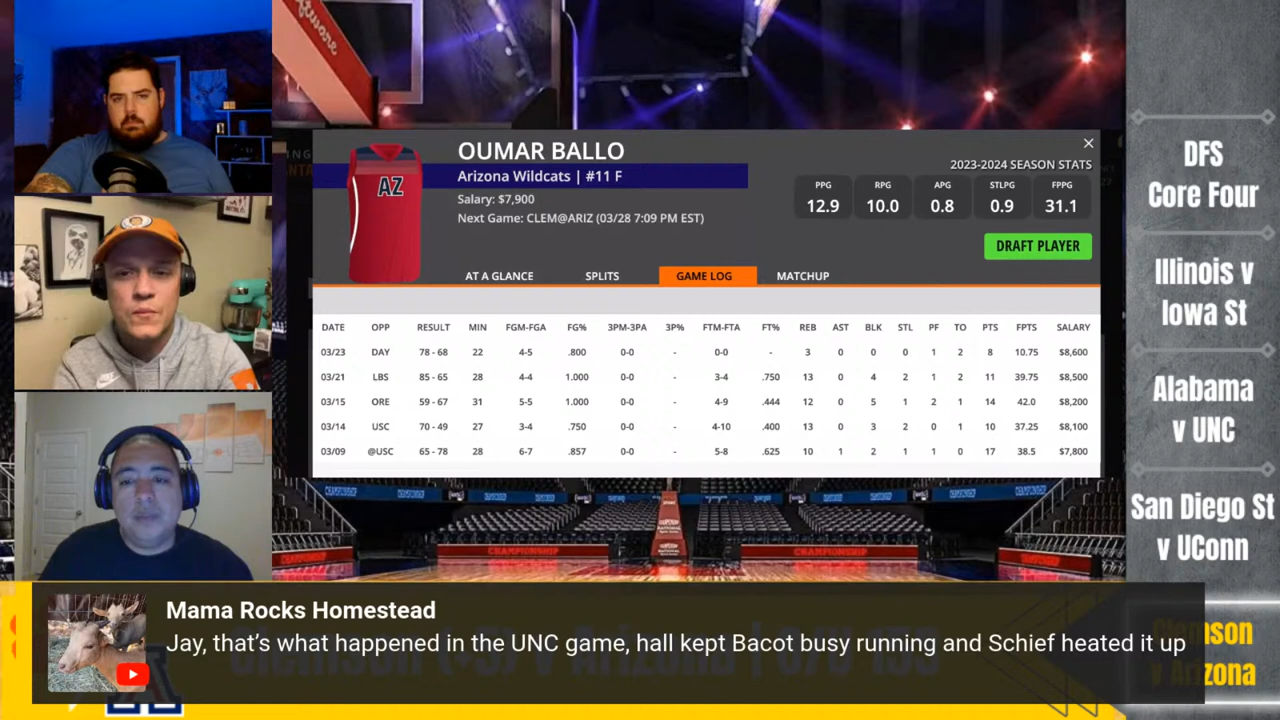 OUMAR BALLO
Arizona Wildcats | #11 F
Salary: $7,900
Next Game: CLEM@ARIZ (03/28 7:09 PM EST)
AZ
×
2023-2024 SEASON STATS
PPG RPG APG STLPG FPPG
12.9 10.0 0.8 0.9 31.1
DRAFT PLAYER
AT A GLANCE SPLITS GAME LOG MATCHUP
DATE OPP RESULT MIN FGM-FGA FG% 3PM-3PA 3P% FTM-FTA FT% REB AST BLK STL PF TO PTS FPTS SALARY
03/23 DAY 78 - 68 22 4-5 .800 0-0 - 0-0 - 3 0 0 0 1 2 8 10.75 $8,600
03/21 LBS 85 - 65 28 4-4 1.000 0-0 - 3-4 .750 13 0 4 2 1 2 11 39.75 $8,500
03/15 ORE 59 - 67 31 5-5 1.000 0-0 - 4-9 .444 12 0 5 1 2 1 14 42.0 $8,200
03/14 USC 70 - 49 27 3-4 .750 0-0 - 4-10 .400 13 0 3 2 0 1 10 37.25 $8,100
03/09 @USC 65 - 78 28 6-7 .857 0-0 - 5-8 .625 10 1 2 1 1 0 17 38.5 $7,800
CHAMPIONSHIP
CHAMPIONSHIP
DFS
Core Four
Illinois v
Iowa St
Alabama
v UNC
San Diego St
v UConn
Clemson
v Arizona
Mama Rocks Homestead
Jay, that's what happened in the UNC game, hall kept Bacot busy running and Schief heated it up